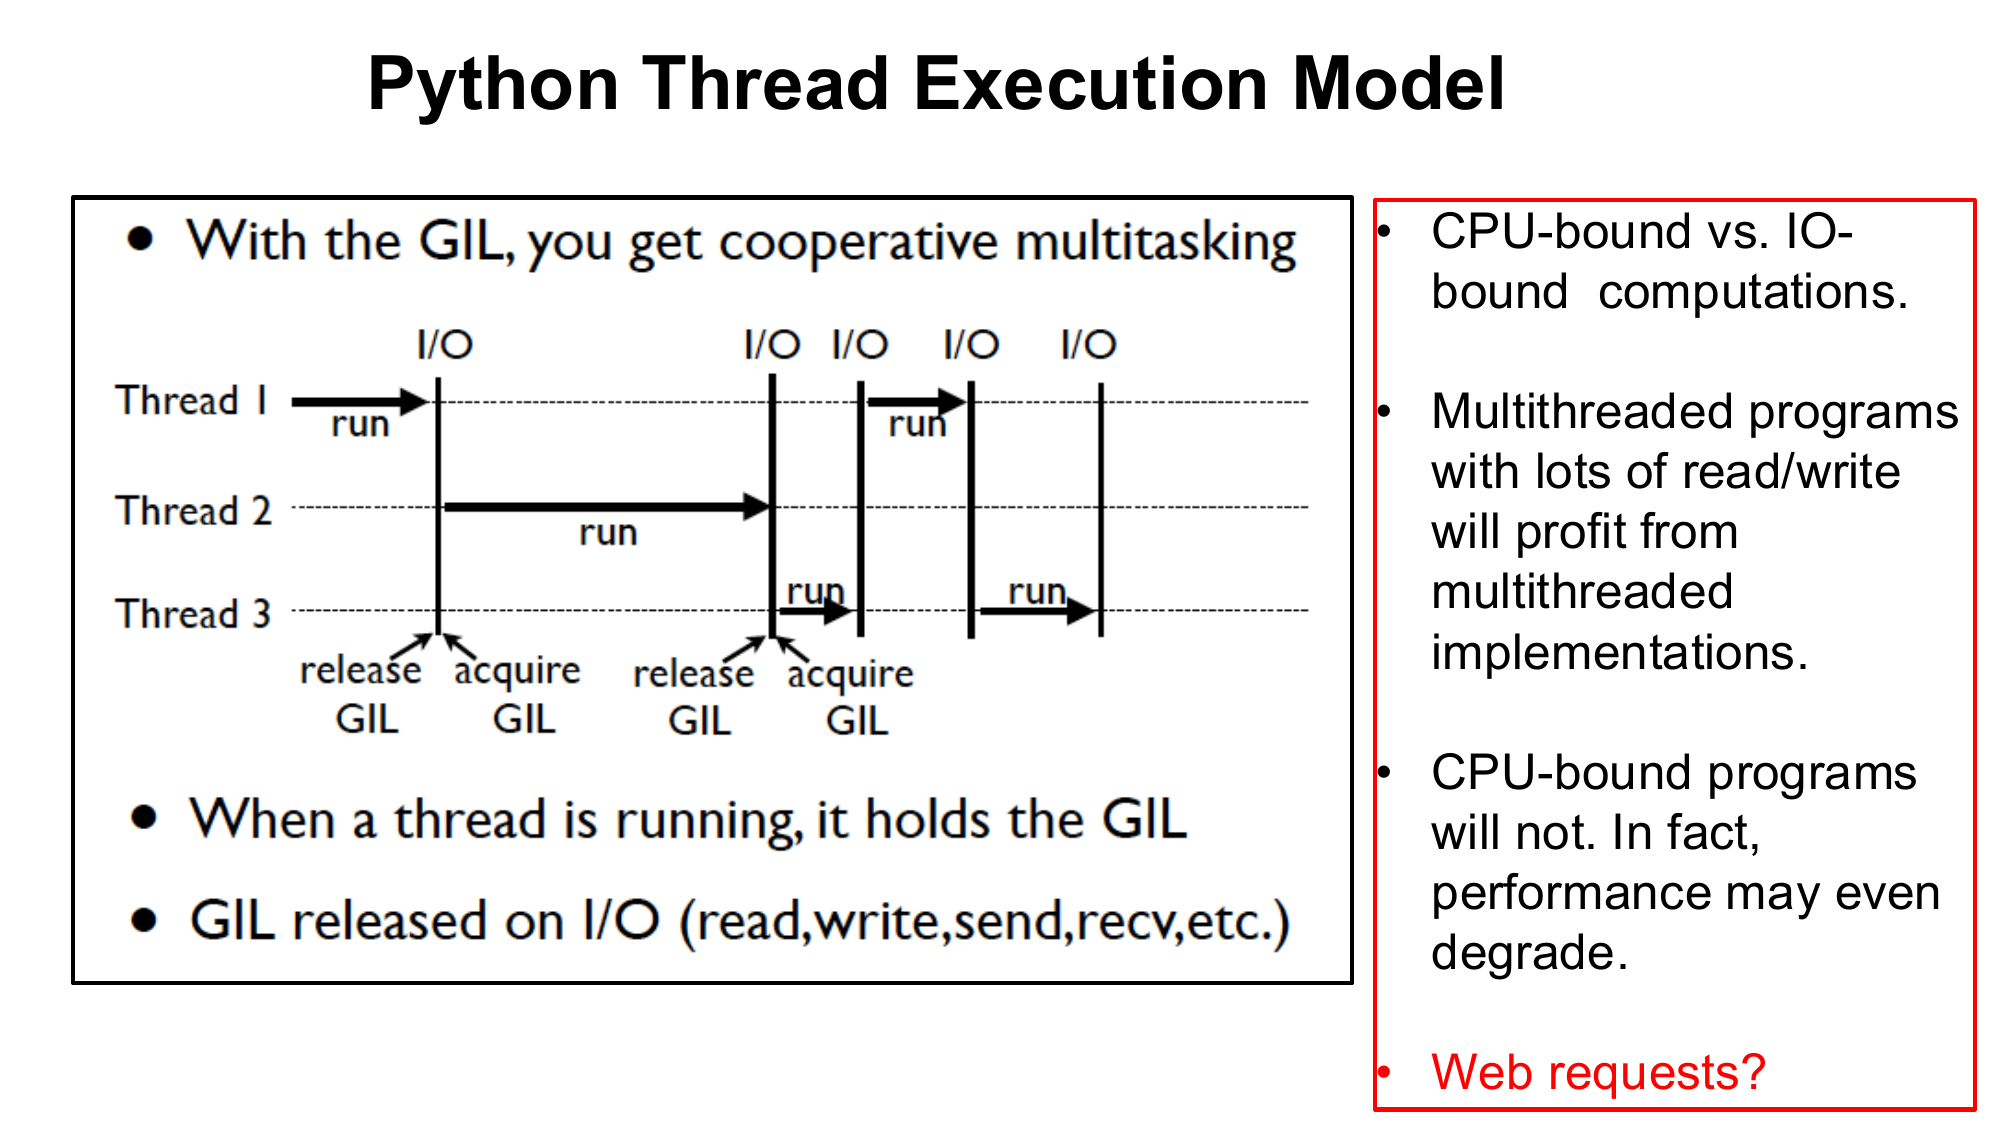 Python Thread Execution Model
• With the GIL, you get cooperative multitasking
I/O I/O I/O I/O I/O
Thread 1
run run
Thread 2
run
run run
Thread 3
release acquire release acquire
GIL GIL GIL GIL
• When a thread is running, it holds the GIL
• GIL released on I/O (read,write,send,recv,etc.)
• CPU-bound vs. IO-
bound  computations.
• Multithreaded programs
with lots of read/write
will profit from
multithreaded
implementations.
• CPU-bound programs
will not. In fact,
performance may even
degrade.
• Web requests?